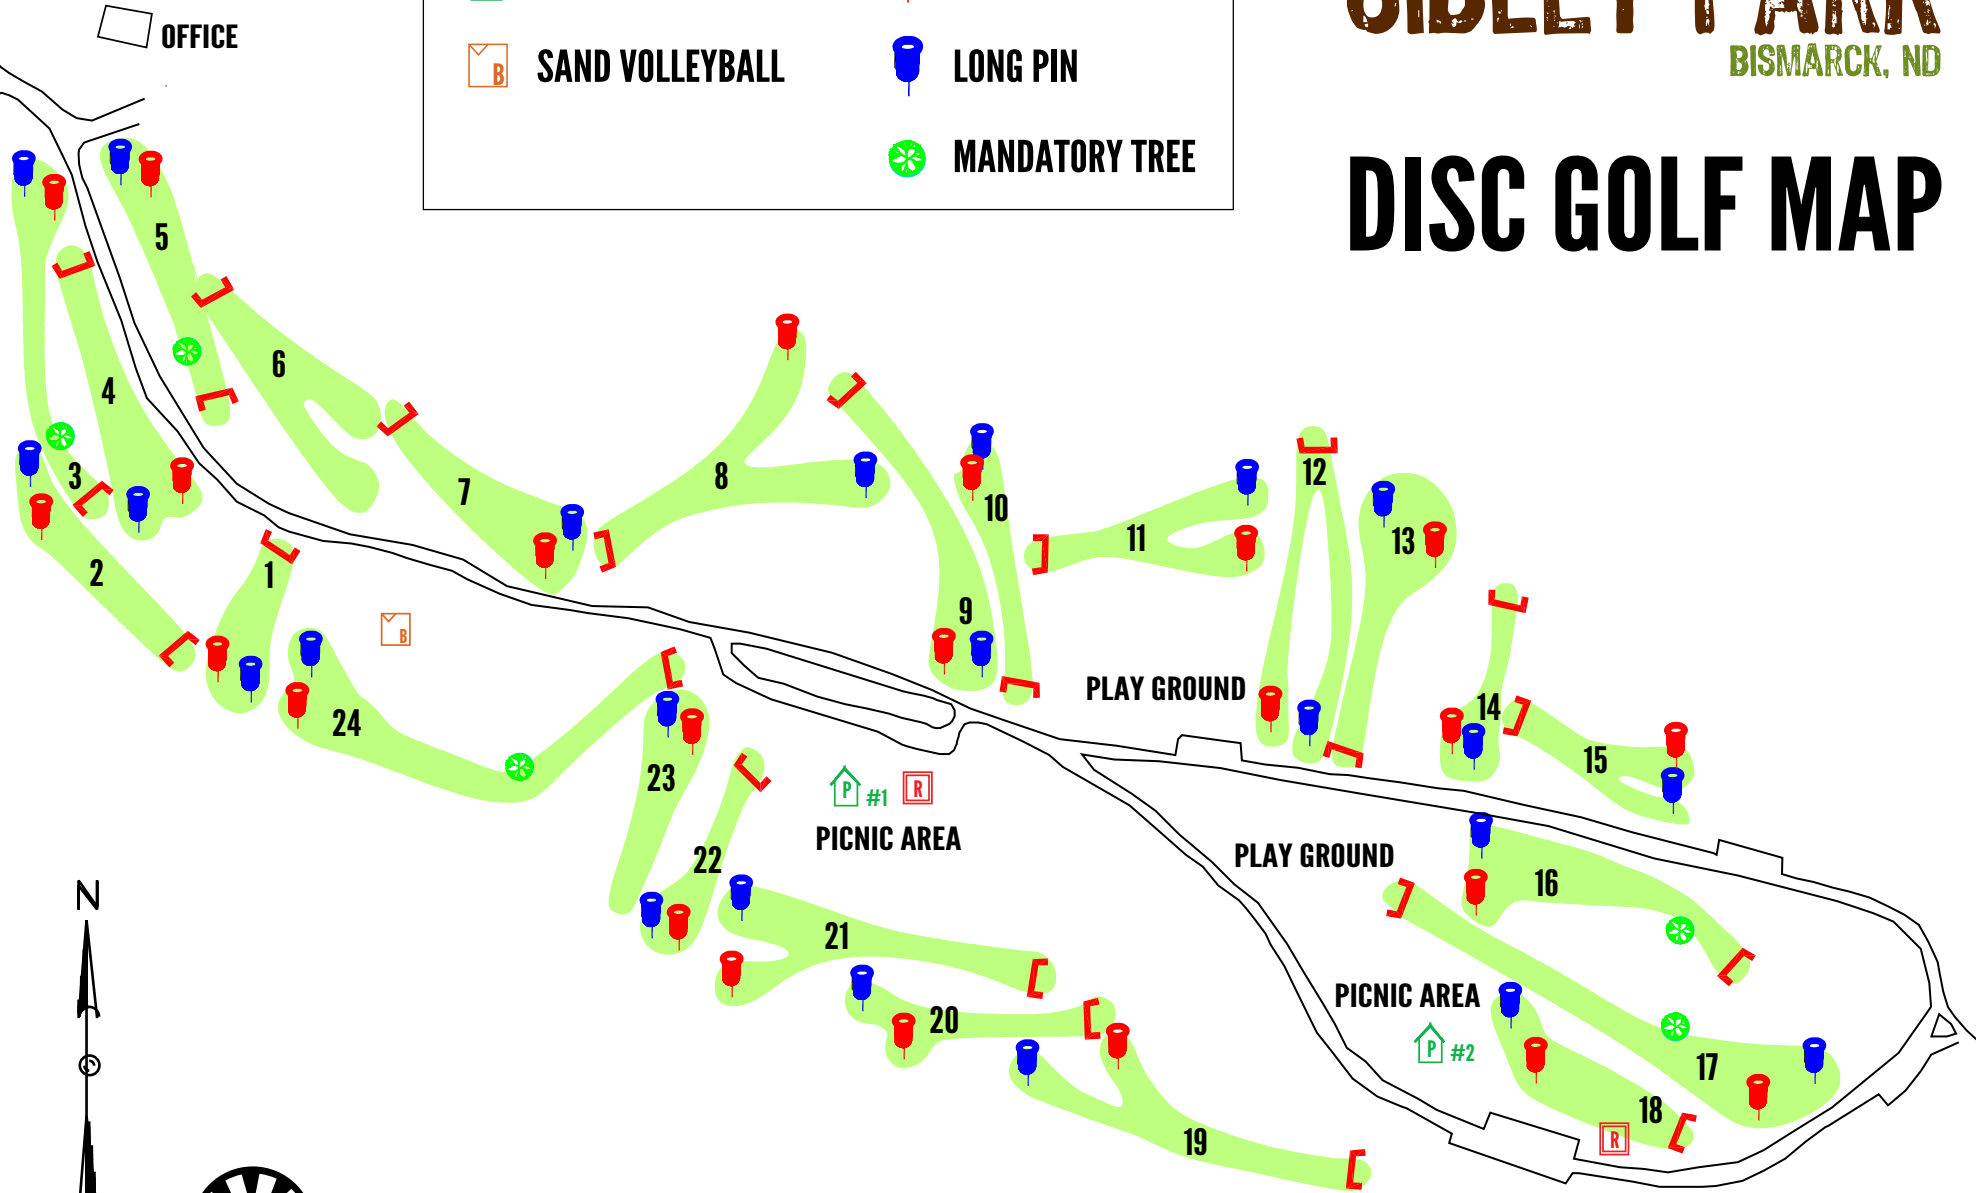 OFFICE
SAND VOLLEYBALL
B
LONG PIN
MANDATORY TREE
SIBLEY PARK
BISMARCK, ND
DISC GOLF MAP
5
6
4
3
2
1
7
8
9
10
11
12
13
14
15
16
17
18
19
20
21
22
23
24
B
PLAY GROUND
P #1 R
PICNIC AREA
PLAY GROUND
PICNIC AREA
P #2
R
N